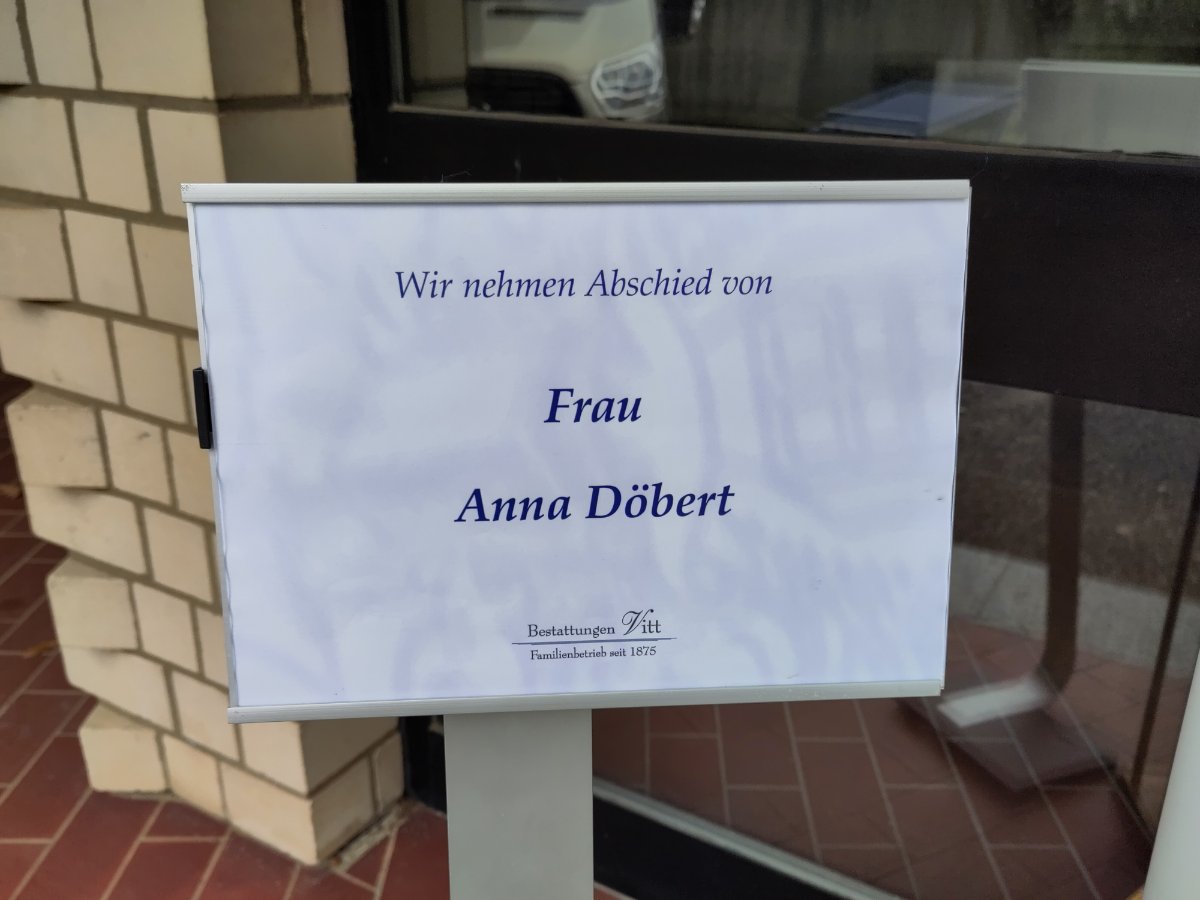 Wir nehmen Abschied von
Frau
Anna Döbert
Bestattungen Vitt
Familienbetrieb seit 1875